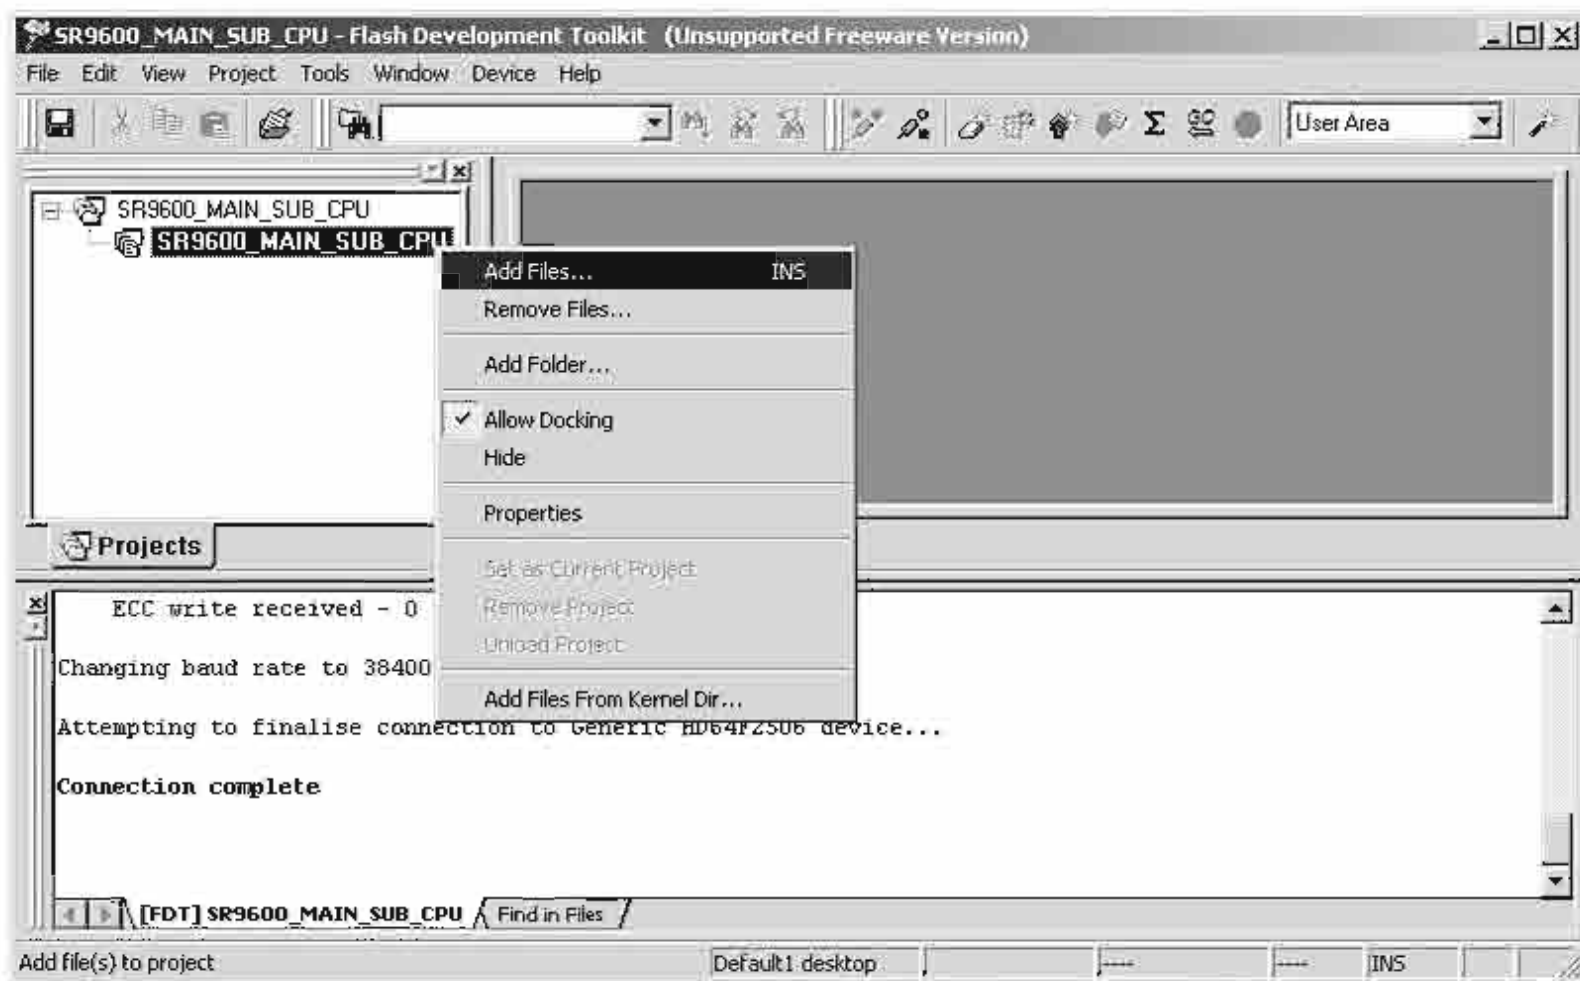 SR9600_MAIN_SUB_CPU - Flash Development Toolkit (Unsupported Freeware Version)
File Edit View Project Tools Window Device Help
User Area
SR9600_MAIN_SUB_CPU
SR9600_MAIN_SUB_CPU
Add Files... INS
Remove Files...
Add Folder...
Allow Docking
Hide
Properties
Set as Current Project
Remove Project
Unload Project
Add Files From Kernel Dir...
Projects
ECC write received - 0
Changing baud rate to 38400
Attempting to finalise connection to Generic HD64F2506 device...
Connection complete
[FDT] SR9600_MAIN_SUB_CPU Find in Files
Add file(s) to project Default1 desktop INS